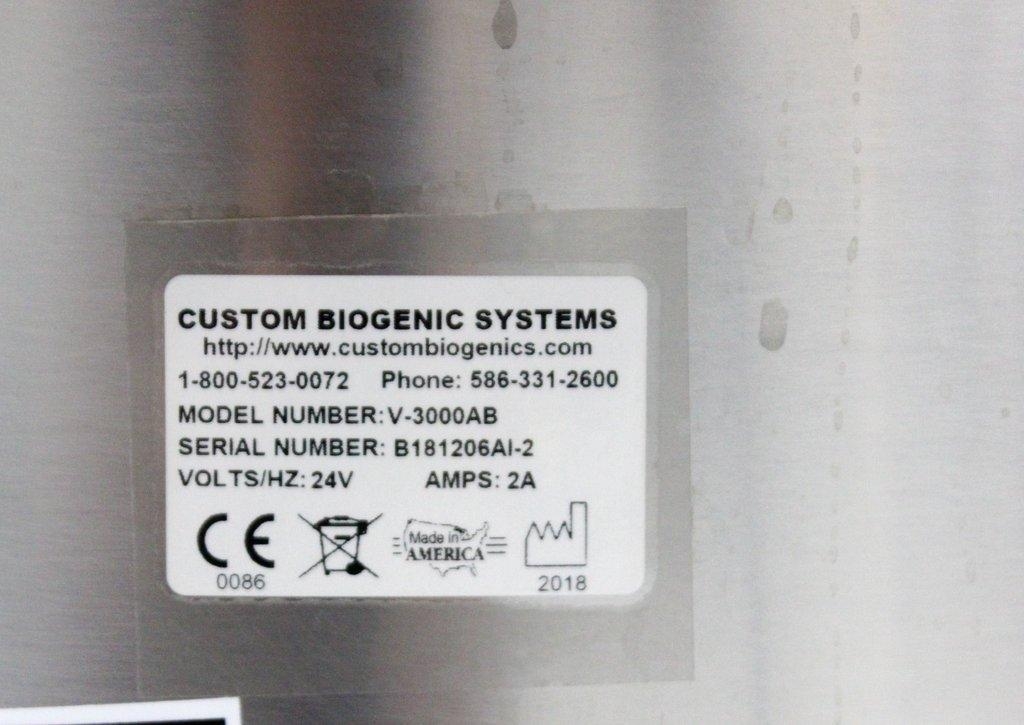 CUSTOM BIOGENIC SYSTEMS
http://www.custombiogenics.com
1-800-523-0072 Phone: 586-331-2600
MODEL NUMBER: V-3000AB
SERIAL NUMBER: B181206AI-2
VOLTS/HZ: 24V AMPS: 2A
CE
Made in
AMERICA
0086 2018